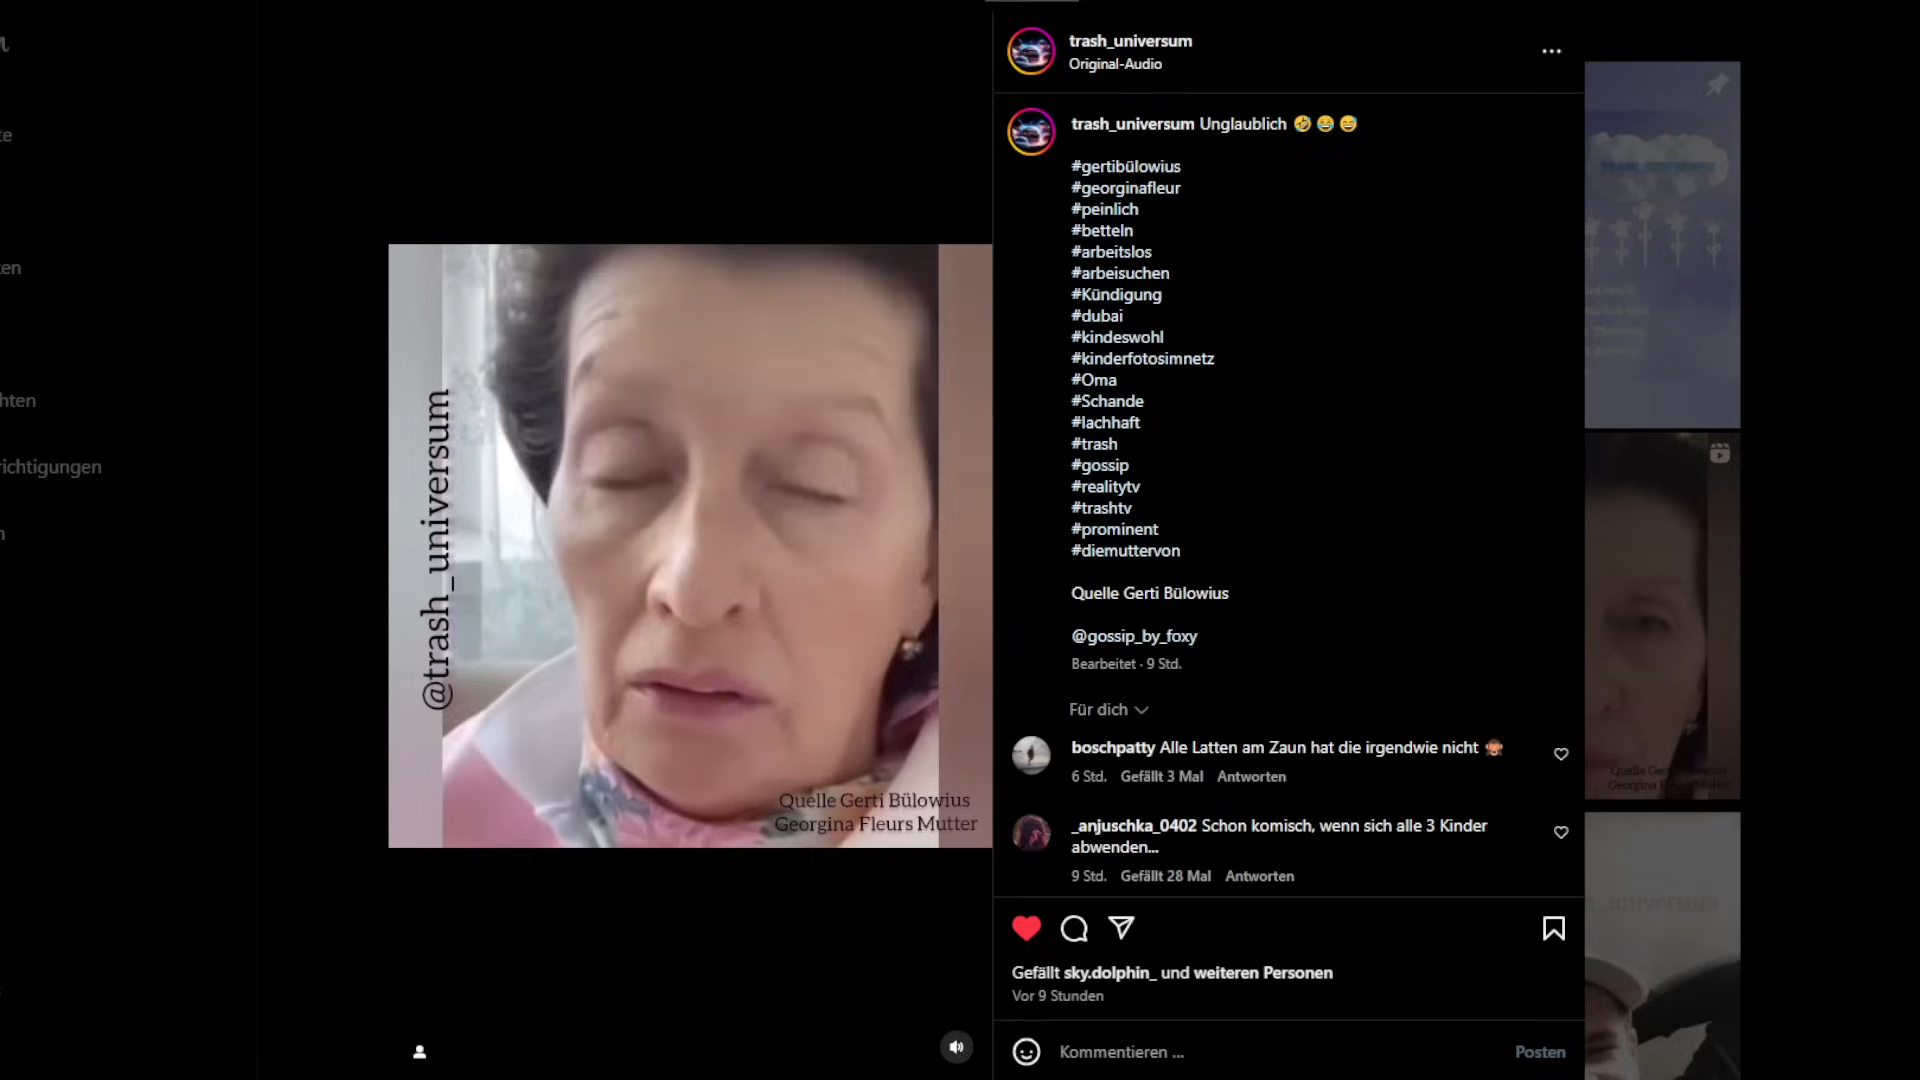 te
ten
hten
richtigungen
n
@trash_universum
Quelle Gerti Bülowius
Georgina Fleurs Mutter
trash_universum
Original-Audio
trash_universum Unglaublich 🤣😂😅
#gertibülowius
#georginafleur
#peinlich
#betteln
#arbeitslos
#arbeisuchen
#Kündigung
#dubai
#kindeswohl
#kinderfotosimnetz
#Oma
#Schande
#lachhaft
#trash
#gossip
#realitytv
#trashtv
#prominent
#diemuttervon
Quelle Gerti Bülowius
@gossip_by_foxy
Bearbeitet · 9 Std.
Für dich
boschpatty Alle Latten am Zaun hat die irgendwie nicht 🙈
6 Std. Gefällt 3 Mal Antworten
_anjuschka_0402 Schon komisch, wenn sich alle 3 Kinder
abwenden...
9 Std. Gefällt 28 Mal Antworten
Gefällt sky.dolphin_ und weiteren Personen
Vor 9 Stunden
Kommentieren ...
Posten